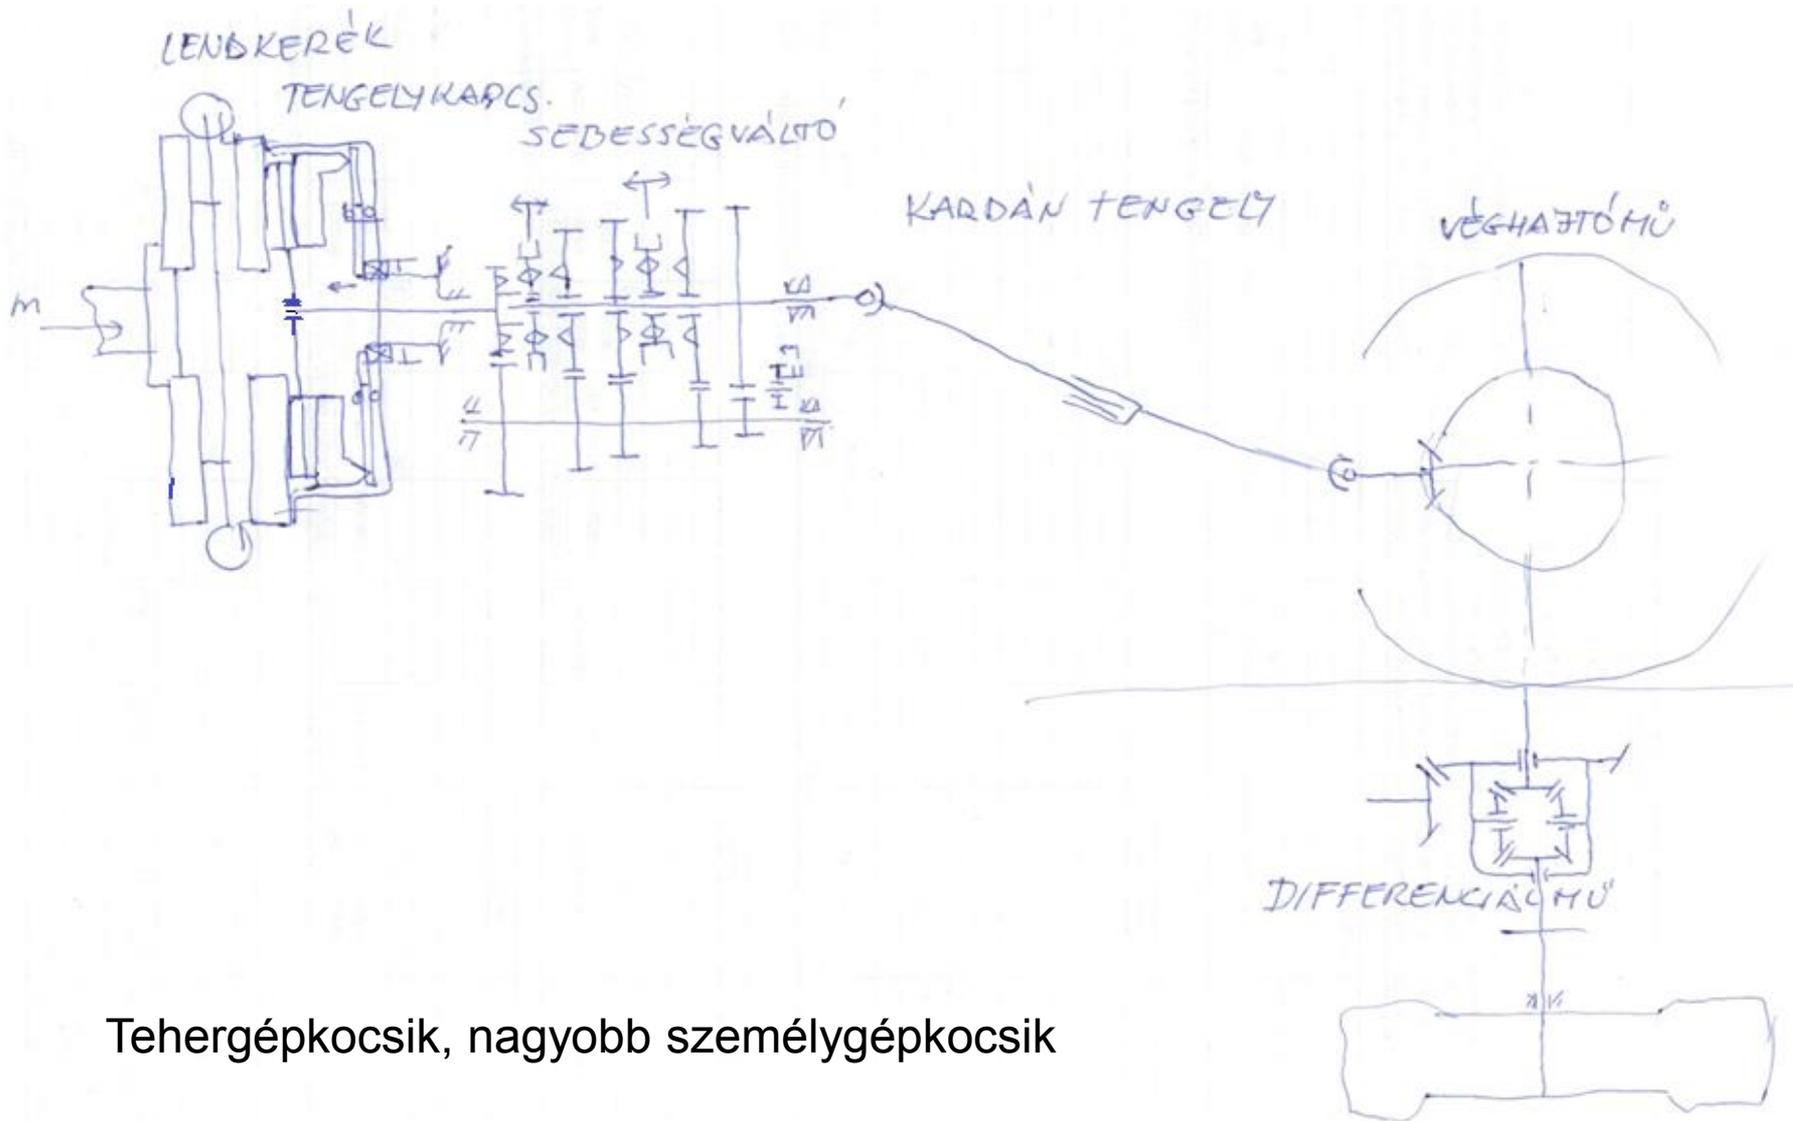 LENDKERÉK
TENGELYKAPCS.
SEBESSÉGVÁLTÓ
KARDÁN TENGELY
VÉGHAJTÓMŰ
M
DIFFERENCIÁLMŰ
Tehergépkocsik, nagyobb személygépkocsik